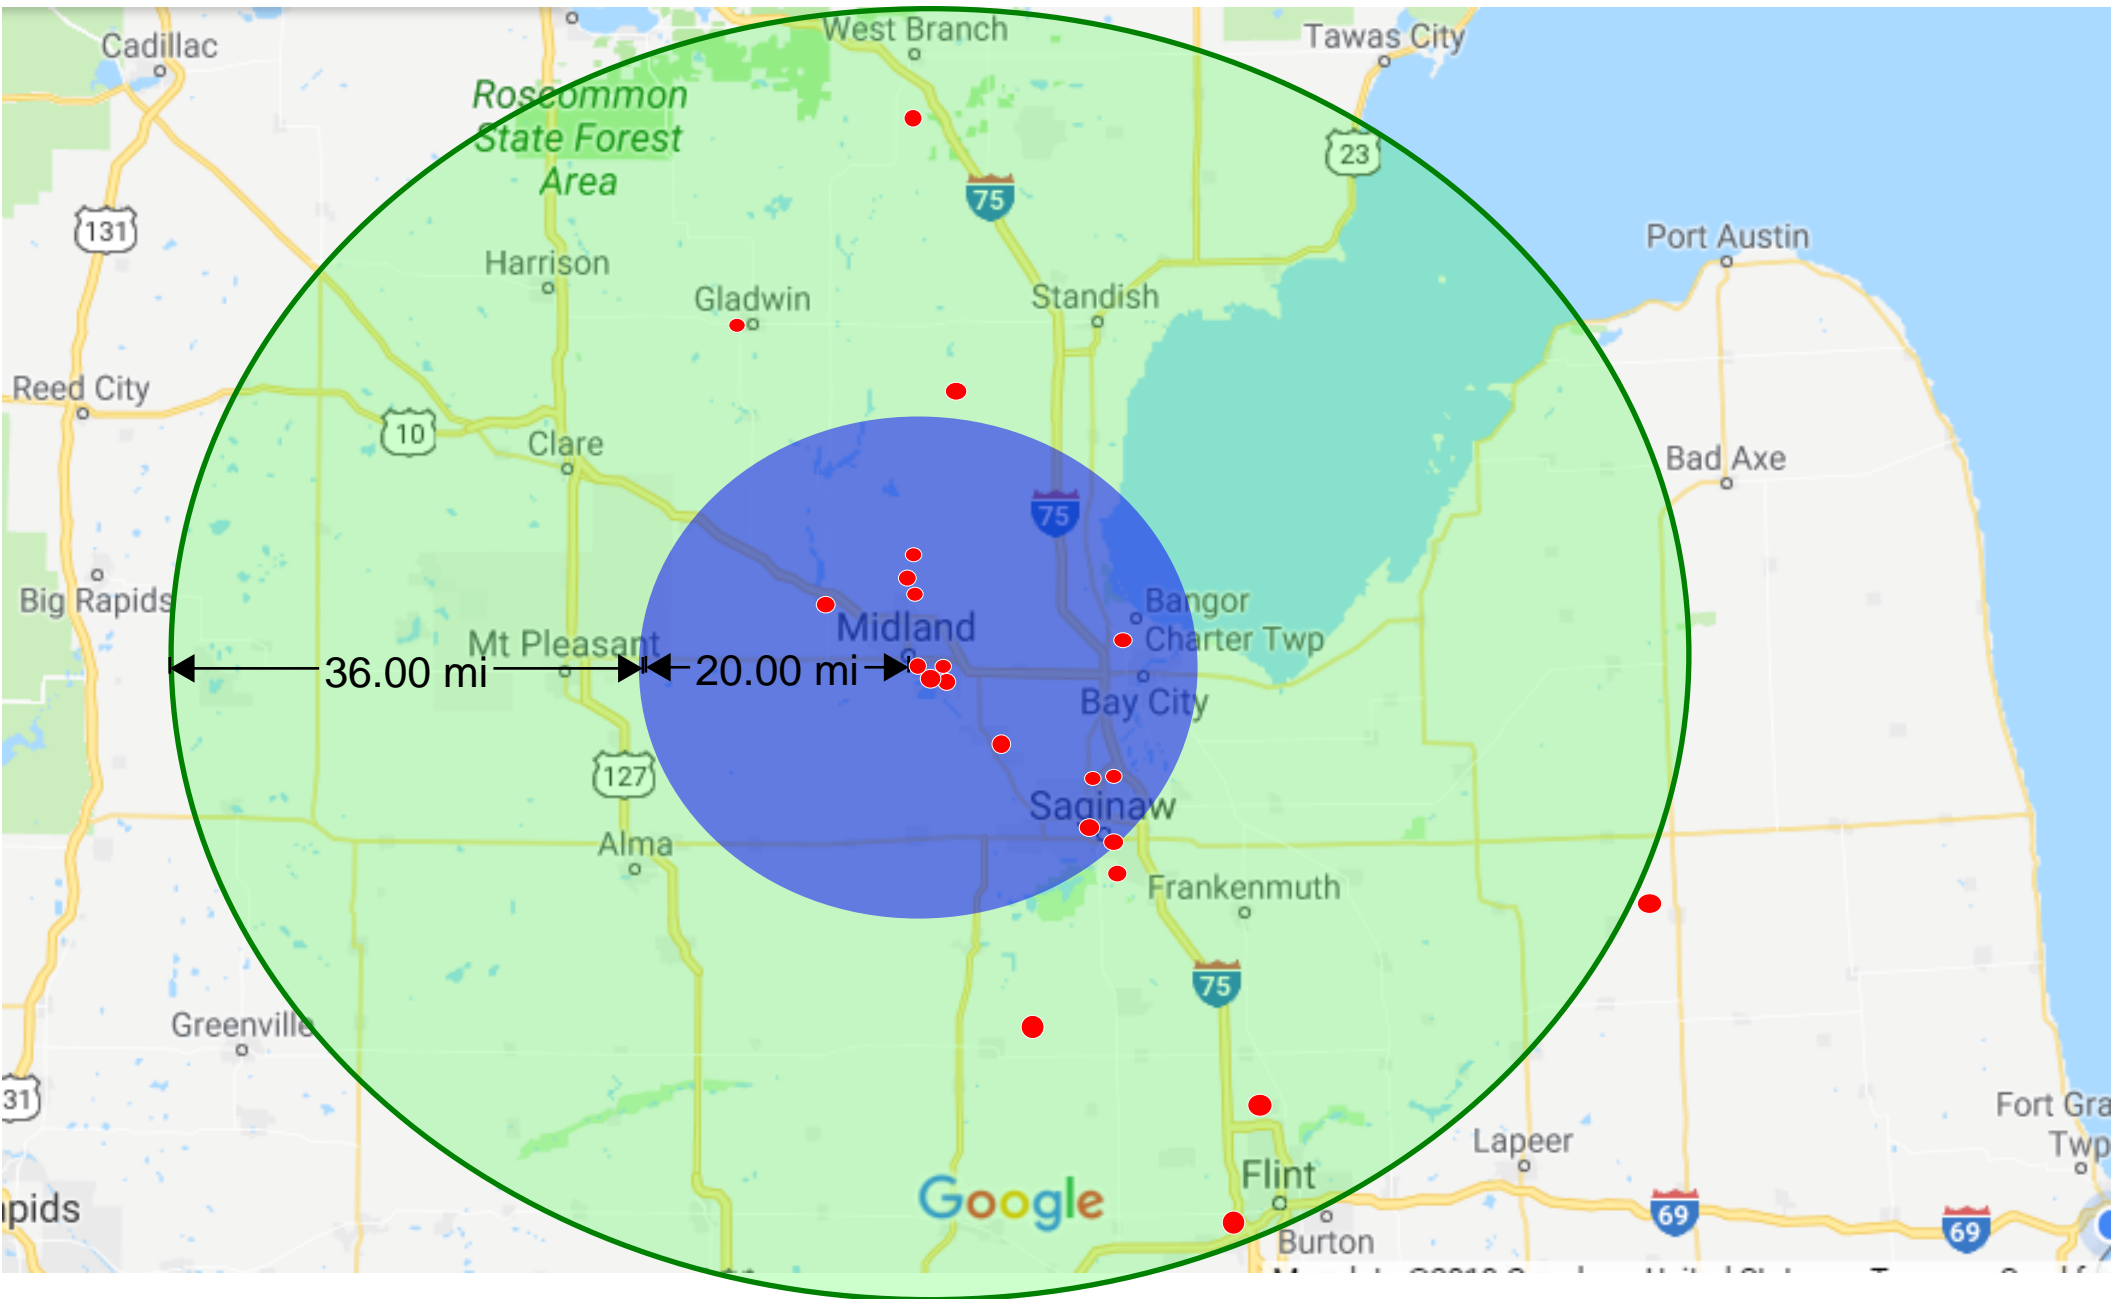 West Branch
Cadillac
Tawas City
Roscommon
State Forest
Area
23
75
131
Port Austin
Harrison
Gladwin
Standish
Reed City
10
Clare
Bad Axe
75
Big Rapids
Bangor
Charter Twp
Midland
Mt Pleasant
36.00 mi
20.00 mi
Bay City
127
Saginaw
Alma
Frankenmuth
75
Greenville
31
Fort Gra
Twp
Lapeer
Flint
Google
apids
69
69
Burton